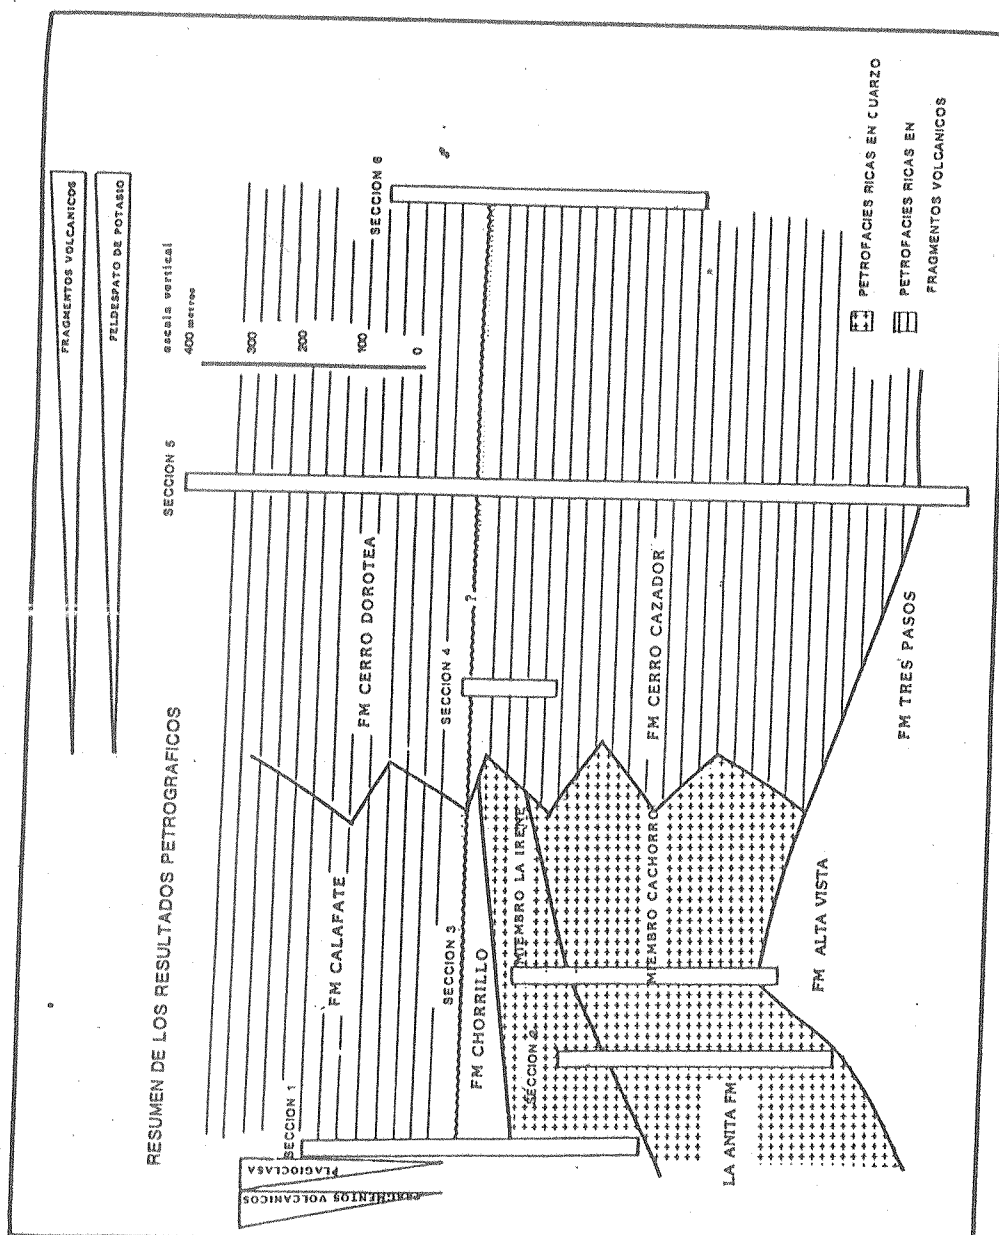 RESUMEN DE LOS RESULTADOS PETROGRAFICOS
FRAGMENTOS VOLCANICOS
FELDESPATO DE POTASIO
FRAGMENTOS VOLCANICOS
PLAGIOCLASA
escala vertical
400 metros
300
200
100
0
SECCION 1
SECCION 2
SECCION 3
SECCION 4
SECCION 5
SECCION 6
FM CALAFATE
FM CERRO DOROTEA
FM CHORRILLO
?
MIEMBRO LA IRENE
MIEMBRO CACHORRO
FM CERRO CAZADOR
LA ANITA FM
FM ALTA VISTA
FM TRES PASOS
PETROFACIES RICAS EN CUARZO
PETROFACIES RICAS EN
FRAGMENTOS VOLCANICOS